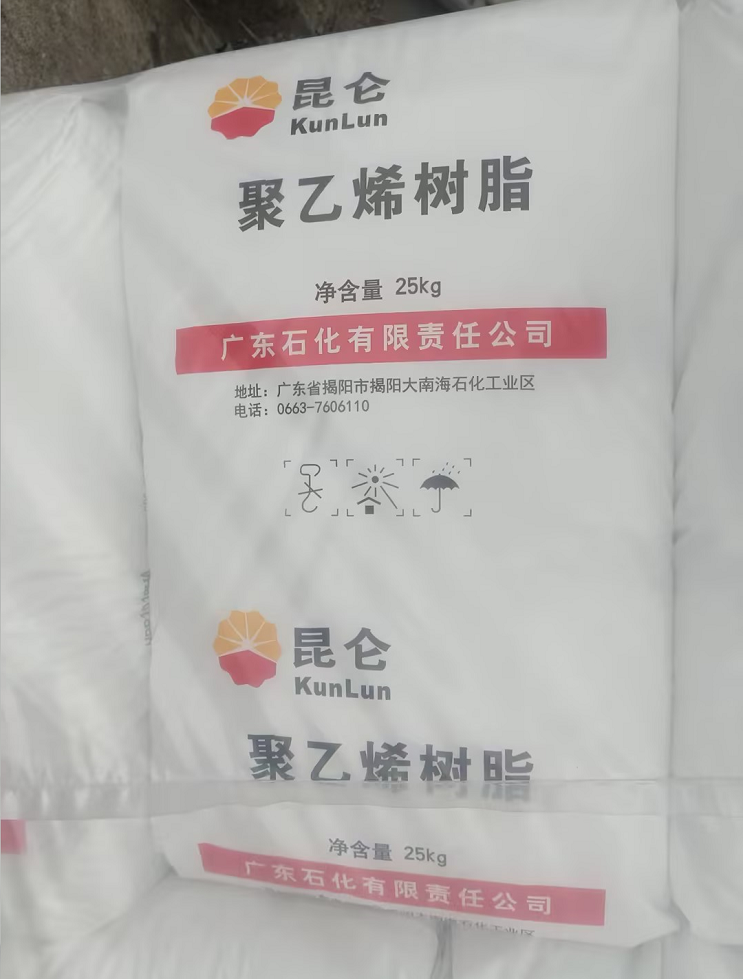 昆仑
KunLun
聚乙烯树脂
净含量 25kg
广东石化有限责任公司
地址：广东省揭阳市揭阳大南海石化工业区
电话：0663-7606110
昆仑
KunLun
聚乙烯树脂
净含量 25kg
广东石化有限责任公司